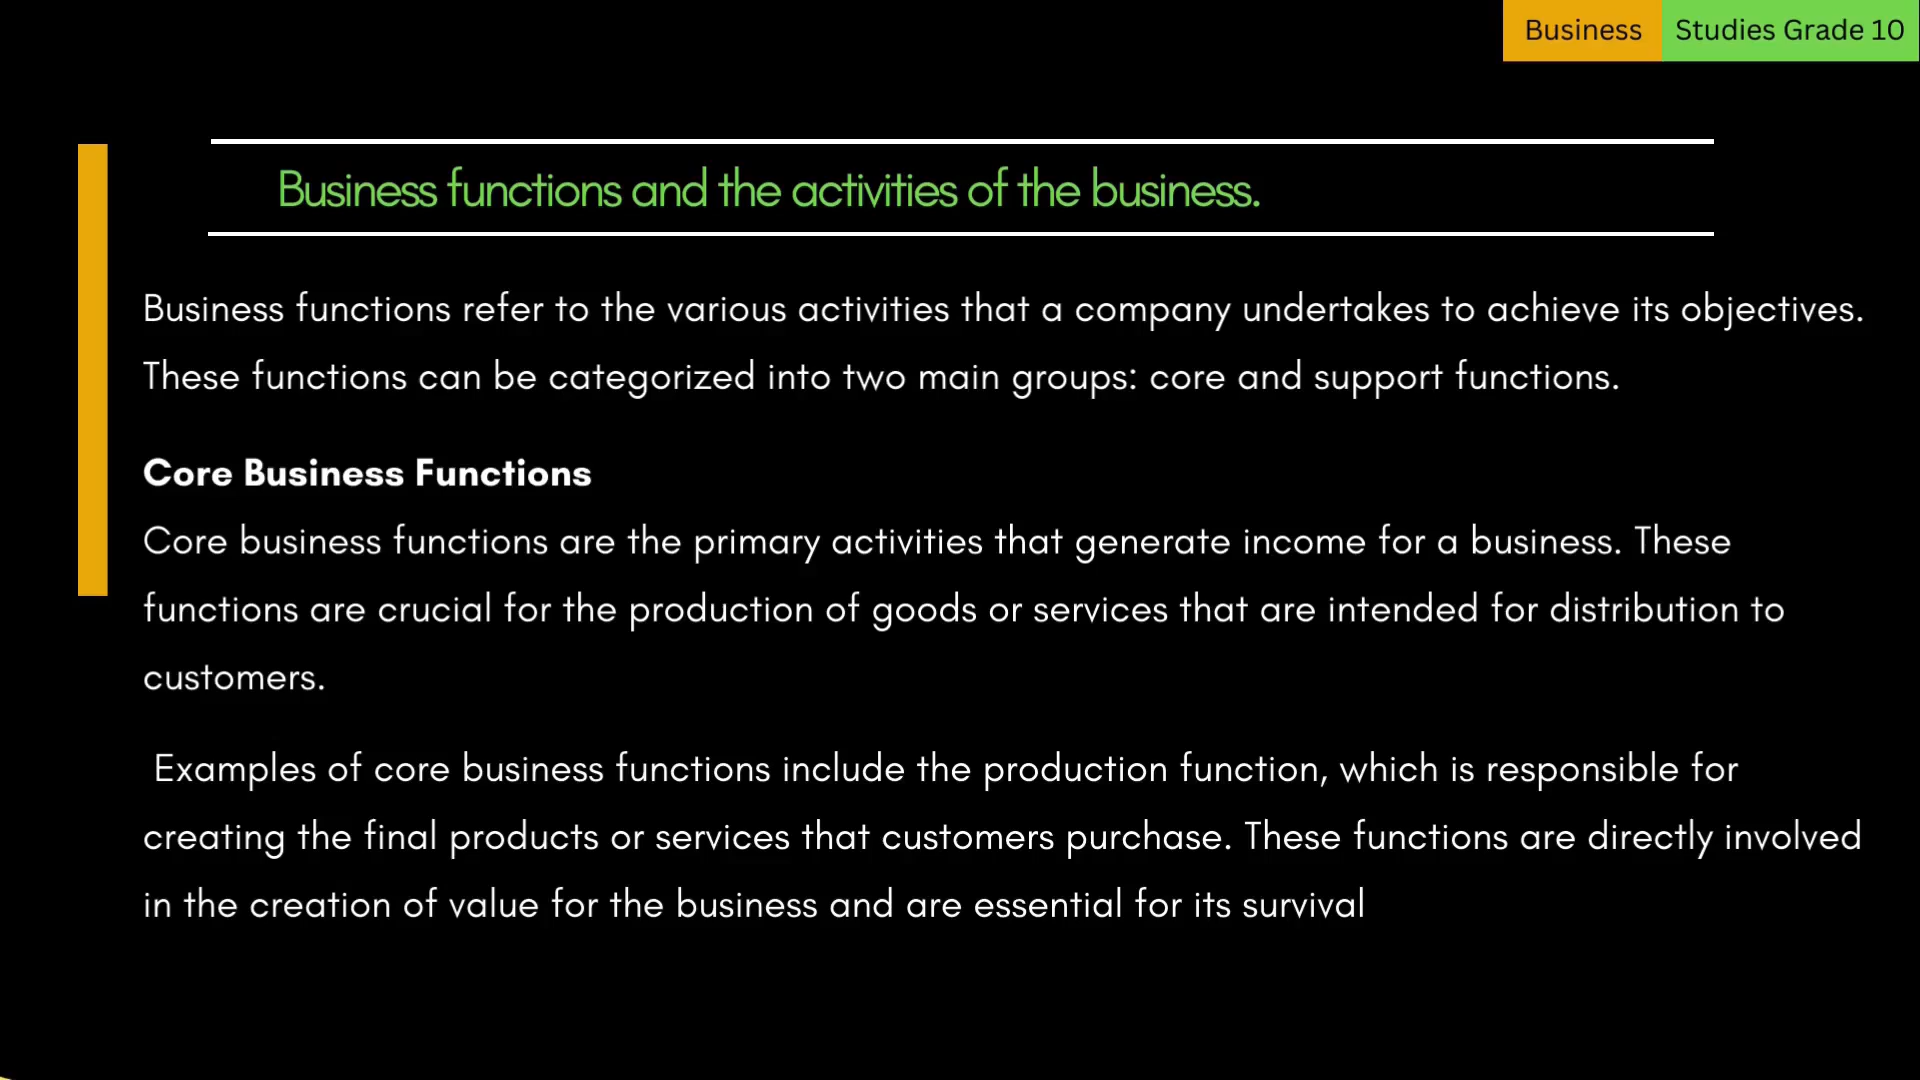 Business Studies Grade 10
Business functions and the activities of the business.
Business functions refer to the various activities that a company undertakes to achieve its objectives.
These functions can be categorized into two main groups: core and support functions.
Core Business Functions
Core business functions are the primary activities that generate income for a business. These
functions are crucial for the production of goods or services that are intended for distribution to
customers.
Examples of core business functions include the production function, which is responsible for
creating the final products or services that customers purchase. These functions are directly involved
in the creation of value for the business and are essential for its survival